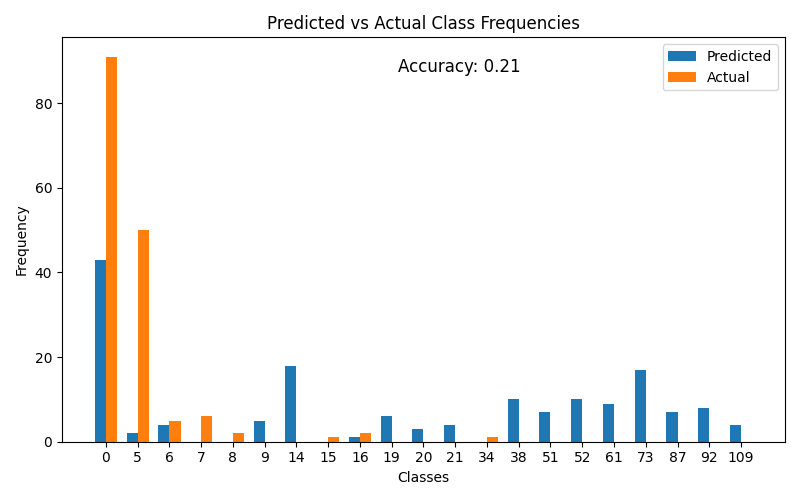 Predicted vs Actual Class Frequencies
Accuracy: 0.21
Predicted
Actual
Frequency
80
60
40
20
0
0 5 6 7 8 9 14 15 16 19 20 21 34 38 51 52 61 73 87 92 109
Classes